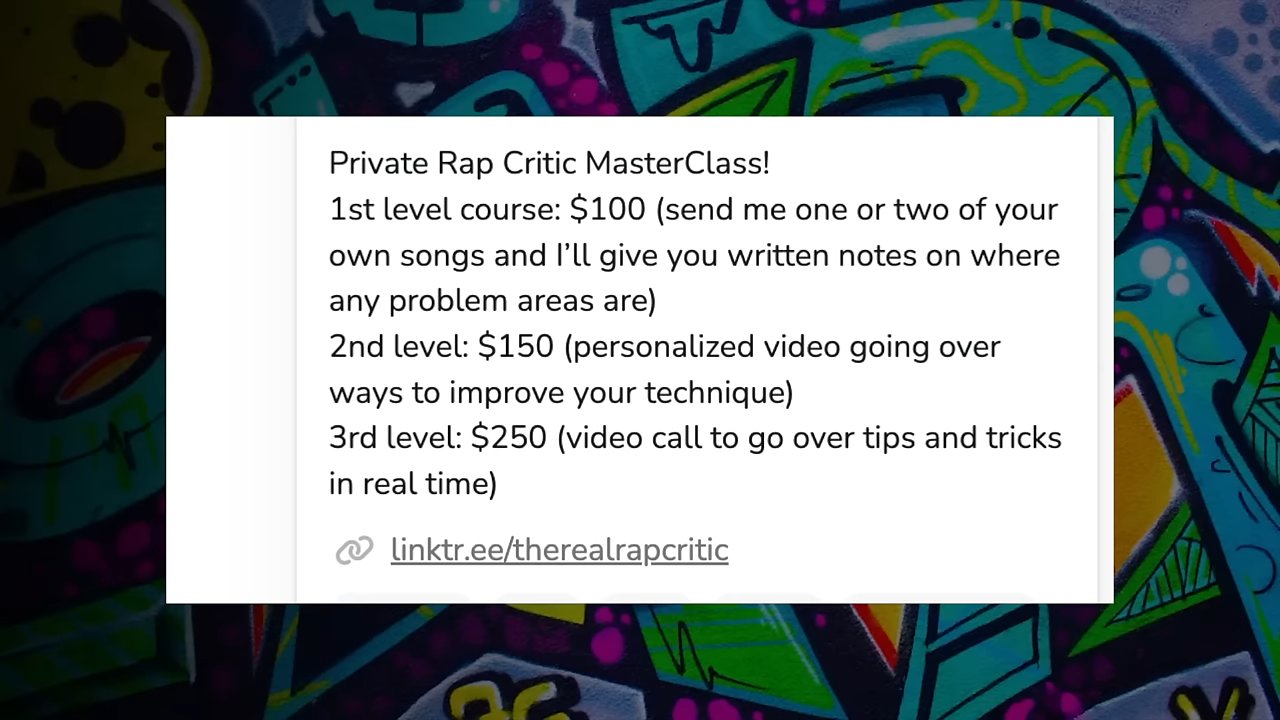 Private Rap Critic MasterClass!
1st level course: $100 (send me one or two of your
own songs and I’ll give you written notes on where
any problem areas are)
2nd level: $150 (personalized video going over
ways to improve your technique)
3rd level: $250 (video call to go over tips and tricks
in real time)
linktr.ee/therealrapcritic